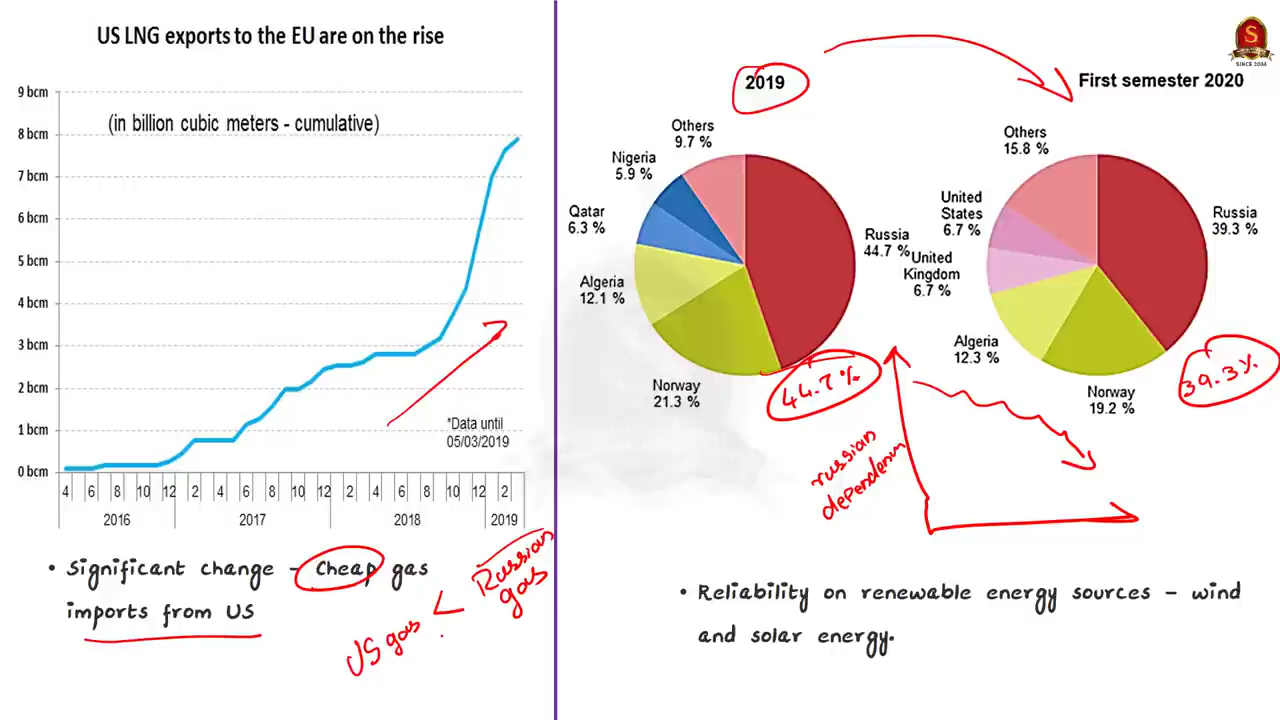 US LNG exports to the EU are on the rise
(in billion cubic meters - cumulative)
9 bcm
8 bcm
7 bcm
6 bcm
5 bcm
4 bcm
3 bcm
2 bcm
1 bcm
0 bcm
*Data until
05/03/2019
4 6 8 10 12 2 4 6 8 10 12 2 4 6 8 10 12 2
2016 2017 2018 2019
• Significant change - Cheap gas
imports from US
US gas < Russian
gas
2019
Others
9.7 %
Nigeria
5.9 %
Qatar
6.3 %
Algeria
12.1 %
Norway
21.3 %
Russia
44.7 %
44.7%
First semester 2020
Others
15.8 %
United
States
6.7 %
United
Kingdom
6.7 %
Algeria
12.3 %
Norway
19.2 %
Russia
39.3 %
39.3%
russian
• Reliability on renewable energy sources - wind
and solar energy.
S
SINCE 2004